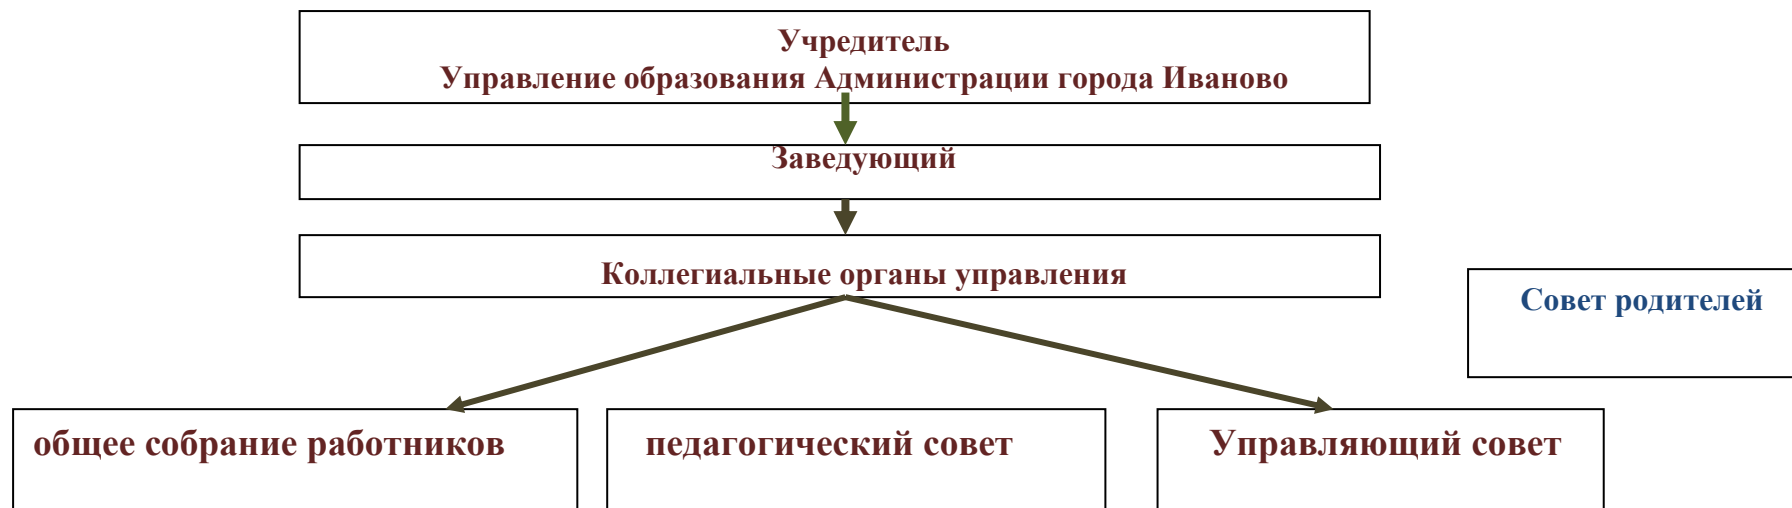 Учредитель
Управление образования Администрации города Иваново
Заведующий
Коллегиальные органы управления
Совет родителей
общее собрание работников
педагогический совет
Управляющий совет